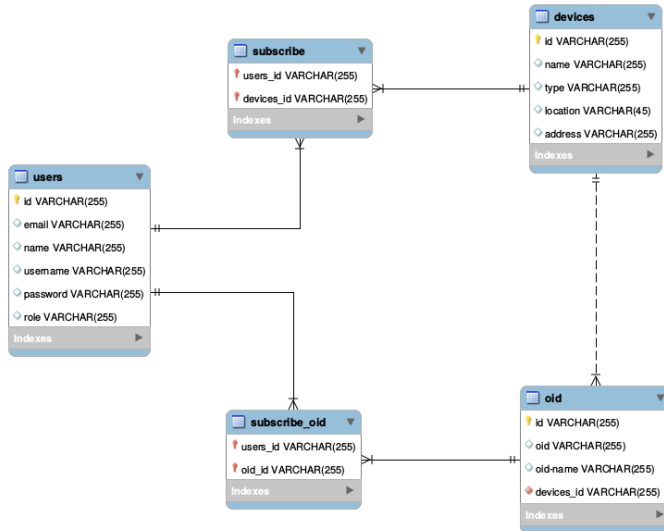 devices
id VARCHAR(255)
name VARCHAR(255)
type VARCHAR(255)
location VARCHAR(45)
address VARCHAR(255)
Indexes
subscribe
users_id VARCHAR(255)
devices_id VARCHAR(255)
Indexes
users
id VARCHAR(255)
email VARCHAR(255)
name VARCHAR(255)
username VARCHAR(255)
password VARCHAR(255)
role VARCHAR(255)
Indexes
subscribe_oid
users_id VARCHAR(255)
oid_id VARCHAR(255)
Indexes
oid
id VARCHAR(255)
oid VARCHAR(255)
oid-name VARCHAR(255)
devices_id VARCHAR(255)
Indexes